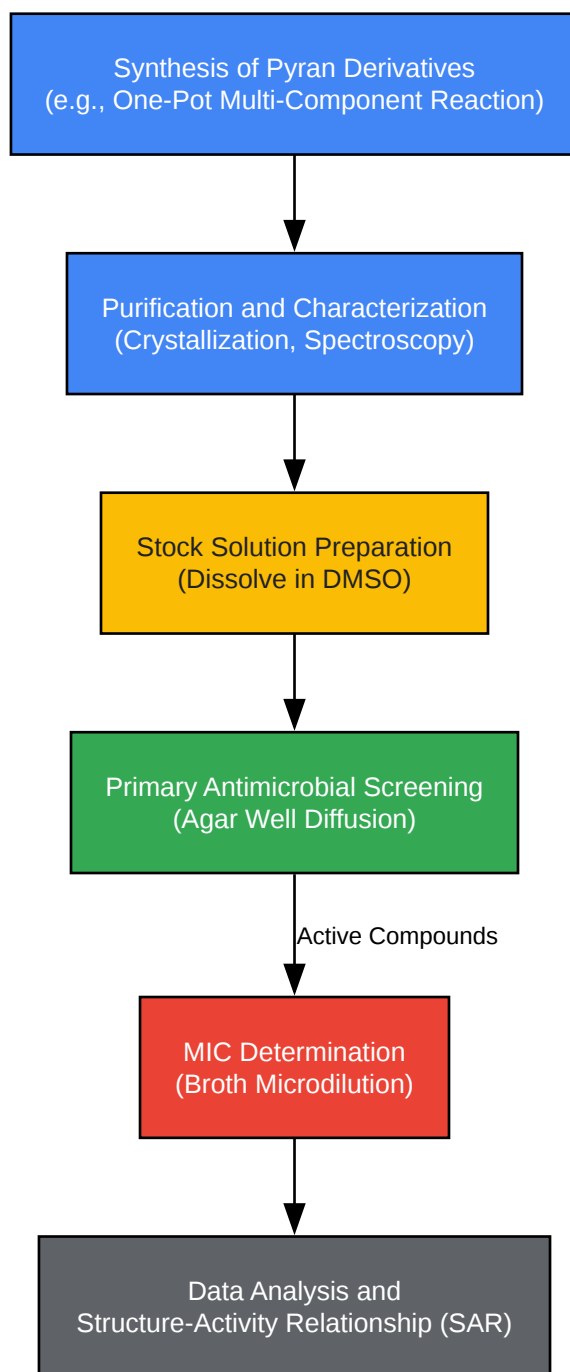 Synthesis of Pyran Derivatives
(e.g., One-Pot Multi-Component Reaction)
Purification and Characterization
(Crystallization, Spectroscopy)
Stock Solution Preparation
(Dissolve in DMSO)
Primary Antimicrobial Screening
(Agar Well Diffusion)
Active Compounds
MIC Determination
(Broth Microdilution)
Data Analysis and
Structure-Activity Relationship (SAR)